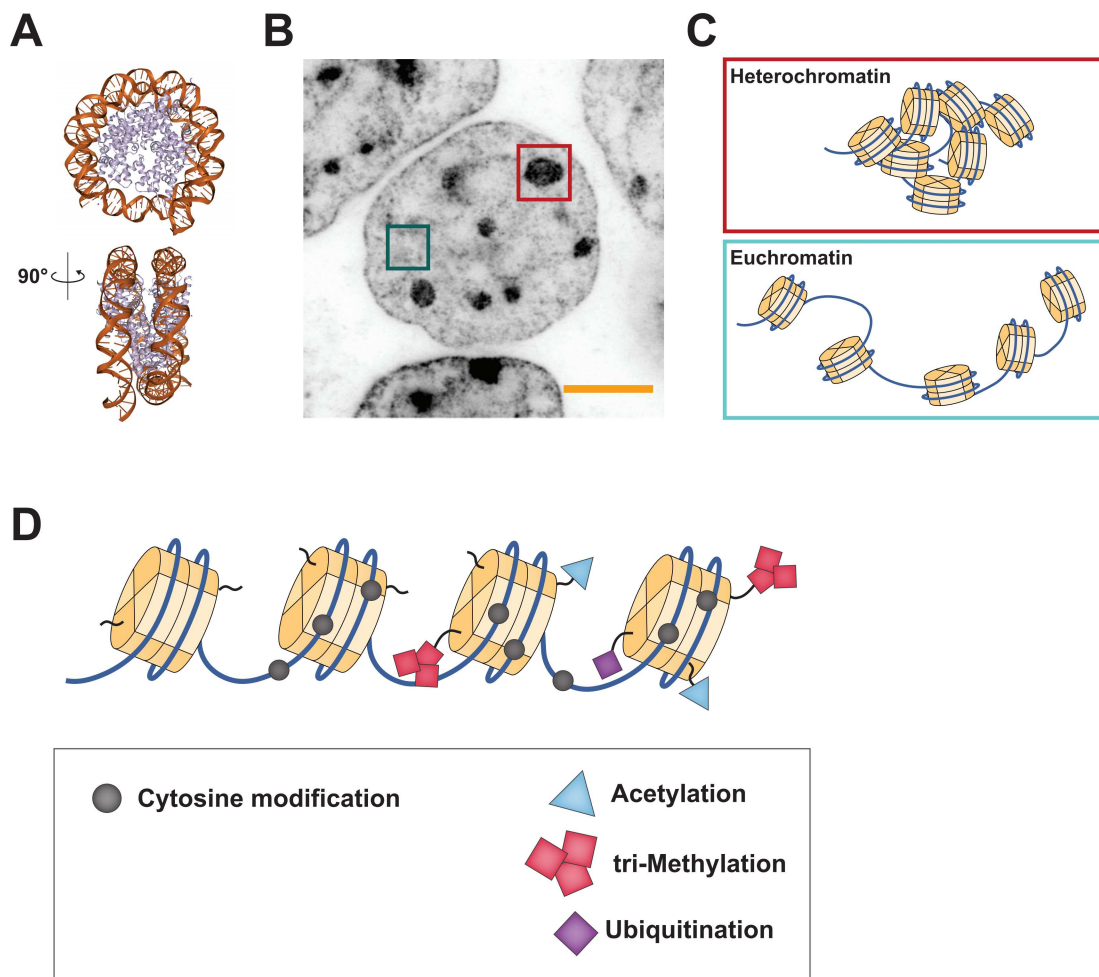 A
B
C
90°
Heterochromatin
Euchromatin
D
Cytosine modification
Acetylation
tri-Methylation
Ubiquitination